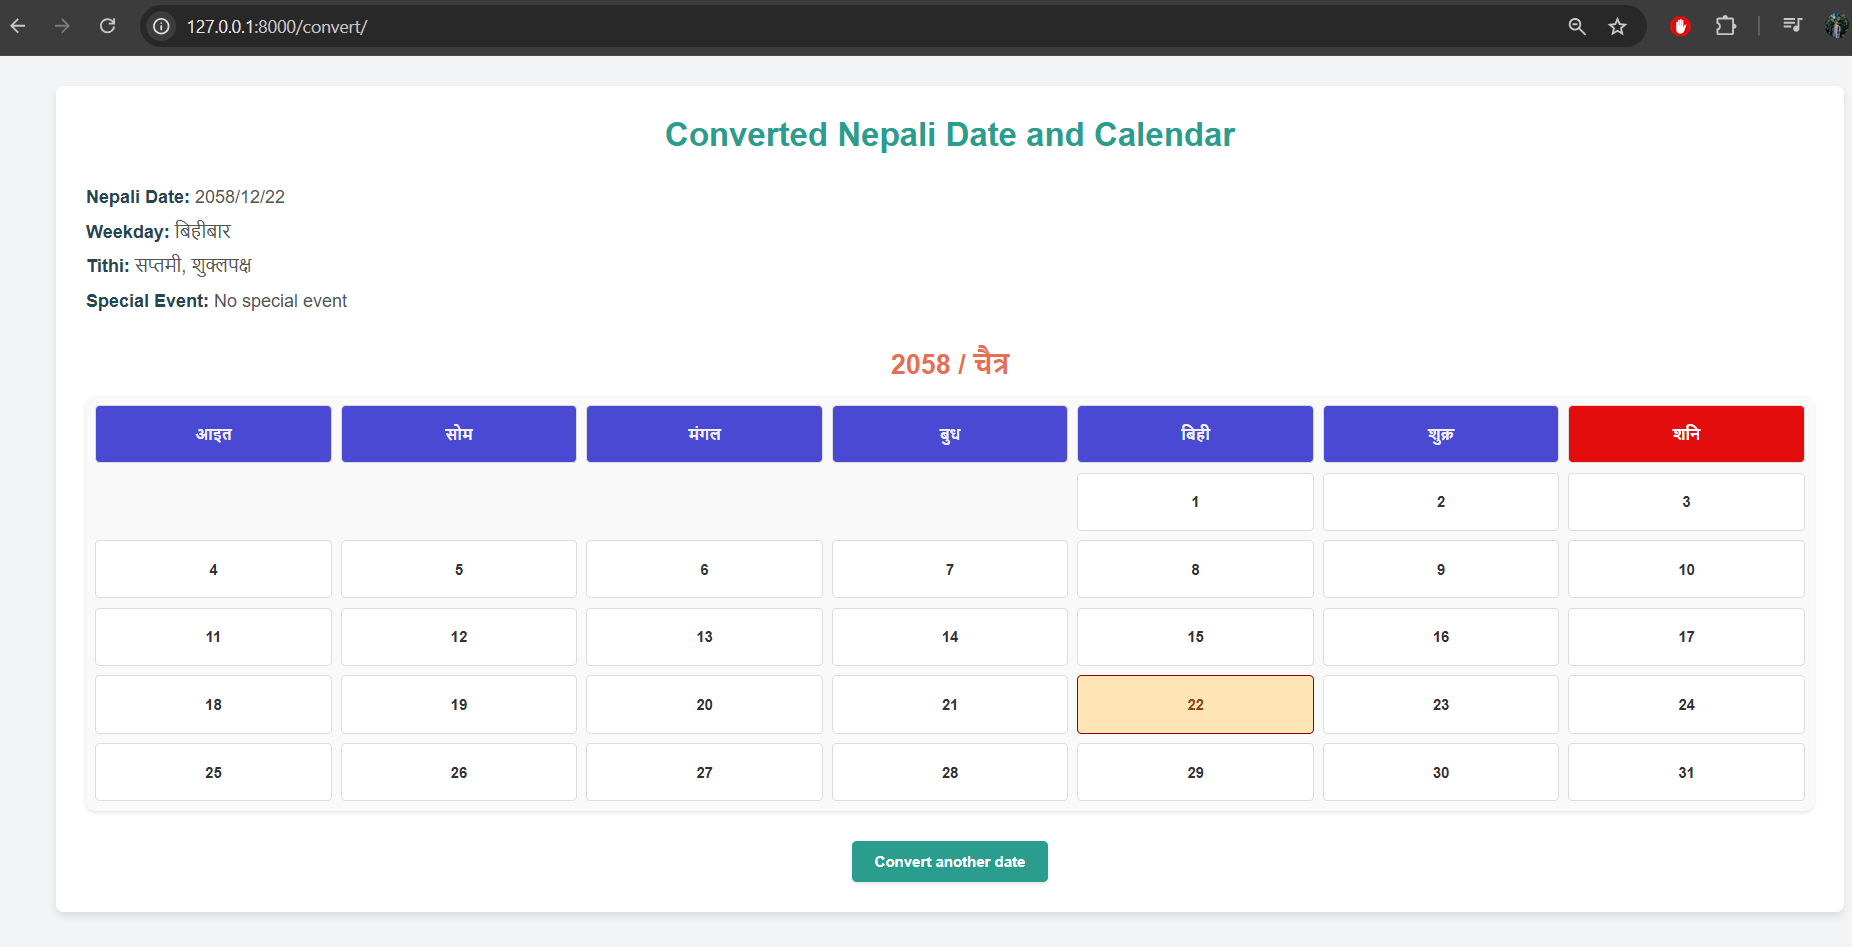 127.0.0.1:8000/convert/
Converted Nepali Date and Calendar
Nepali Date: 2058/12/22
Weekday: बिहीबार
Tithi: सप्तमी, शुक्लपक्ष
Special Event: No special event
2058 / चैत्र
आइत सोम मंगल बुध बिही शुक्र शनि
1 2 3
4 5 6 7 8 9 10
11 12 13 14 15 16 17
18 19 20 21 22 23 24
25 26 27 28 29 30 31
Convert another date